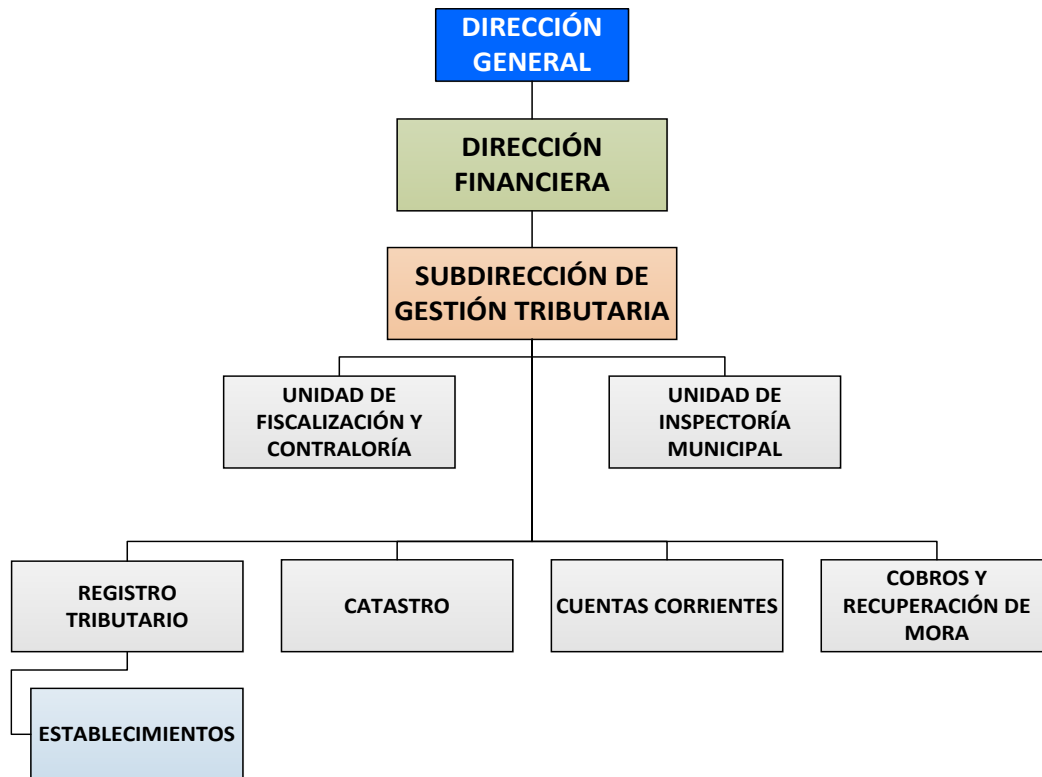 DIRECCIÓN
GENERAL
DIRECCIÓN
FINANCIERA
SUBDIRECCIÓN DE
GESTIÓN TRIBUTARIA
UNIDAD DE
FISCALIZACIÓN Y
CONTRALORÍA
UNIDAD DE
INSPECTORÍA
MUNICIPAL
REGISTRO
TRIBUTARIO
CATASTRO
CUENTAS CORRIENTES
COBROS Y
RECUPERACIÓN DE
MORA
ESTABLECIMIENTOS